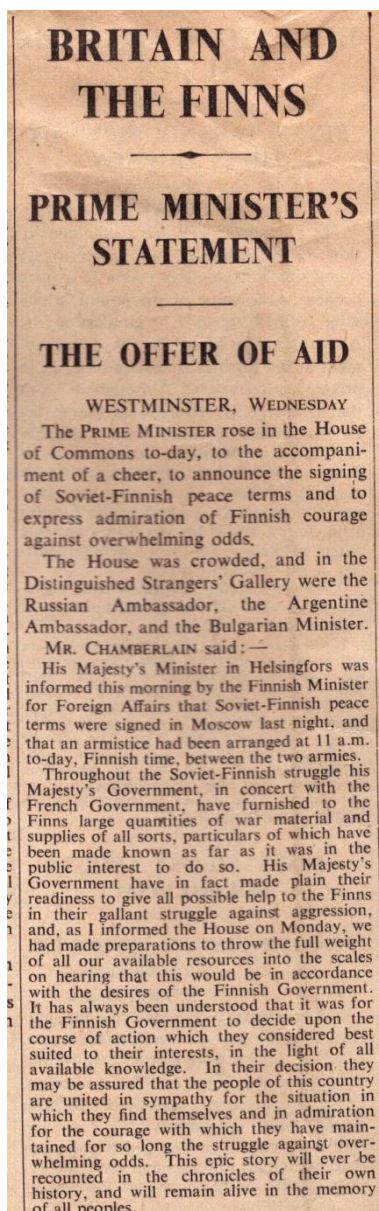 BRITAIN AND
THE FINNS
PRIME MINISTER'S
STATEMENT
THE OFFER OF AID
WESTMINSTER, WEDNESDAY
The PRIME MINISTER rose in the House
of Commons to-day, to the accompani-
ment of a cheer, to announce the signing
of Soviet-Finnish peace terms and to
express admiration of Finnish courage
against overwhelming odds.
The House was crowded, and in the
Distinguished Strangers' Gallery were the
Russian Ambassador, the Argentine
Ambassador, and the Bulgarian Minister.
MR. CHAMBERLAIN said:—
His Majesty's Minister in Helsingfors was
informed this morning by the Finnish Minister
for Foreign Affairs that Soviet-Finnish peace
terms were signed in Moscow last night, and
that an armistice had been arranged at 11 a.m.
to-day, Finnish time, between the two armies.
Throughout the Soviet-Finnish struggle his
Majesty's Government, in concert with the
French Government, have furnished to the
Finns large quantities of war material and
supplies of all sorts, particulars of which have
been made known as far as it was in the
public interest to do so. His Majesty's
Government have in fact made plain their
readiness to give all possible help to the Finns
in their gallant struggle against aggression,
and, as I informed the House on Monday, we
had made preparations to throw the full weight
of all our available resources into the scales
on hearing that this would be in accordance
with the desires of the Finnish Government.
It has always been understood that it was for
the Finnish Government to decide upon the
course of action which they considered best
suited to their interests, in the light of all
available knowledge. In their decision they
may be assured that the people of this country
are united in sympathy for the situation in
which they find themselves and in admiration
for the courage with which they have main-
tained for so long the struggle against over-
whelming odds. This epic story will ever be
recounted in the chronicles of their own
history, and will remain alive in the memory
of all peoples.